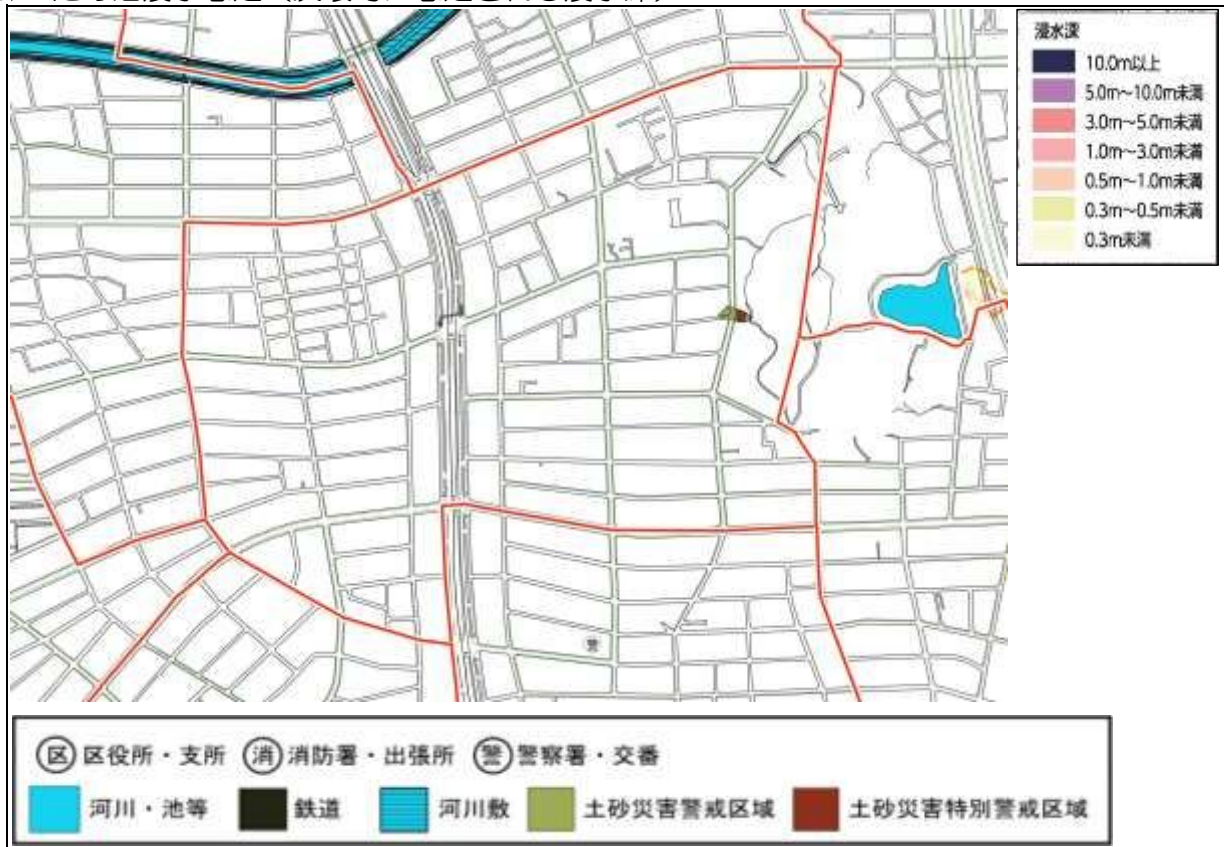 浸水深
10.0m以上
5.0m～10.0m未満
3.0m～5.0m未満
1.0m～3.0m未満
0.5m～1.0m未満
0.3m～0.5m未満
0.3m未満
警
区 区役所・支所 消 消防署・出張所 警 警察署・交番
河川・池等 鉄道 河川敷 土砂災害警戒区域 土砂災害特別警戒区域